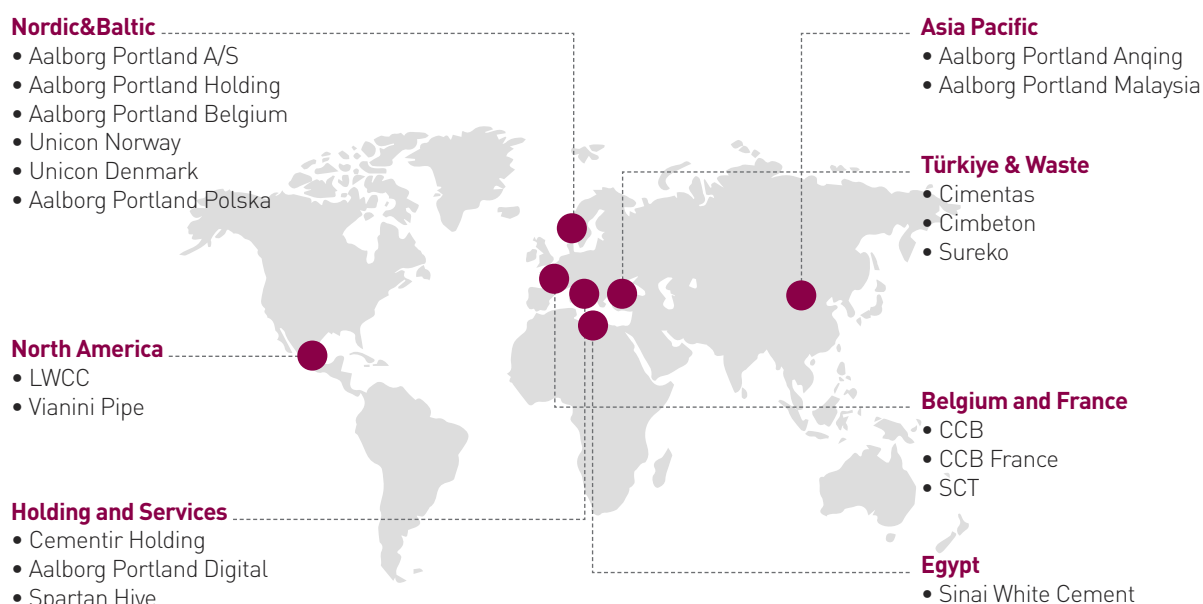 Nordic&Baltic
• Aalborg Portland A/S
• Aalborg Portland Holding
• Aalborg Portland Belgium
• Unicon Norway
• Unicon Denmark
• Aalborg Portland Polska
North America
• LWCC
• Vianini Pipe
Holding and Services
• Cementir Holding
• Aalborg Portland Digital
• Spartan Hive
Asia Pacific
• Aalborg Portland Anqing
• Aalborg Portland Malaysia
Türkiye & Waste
• Cimentas
• Cimbeton
• Sureko
Belgium and France
• CCB
• CCB France
• SCT
Egypt
• Sinai White Cement